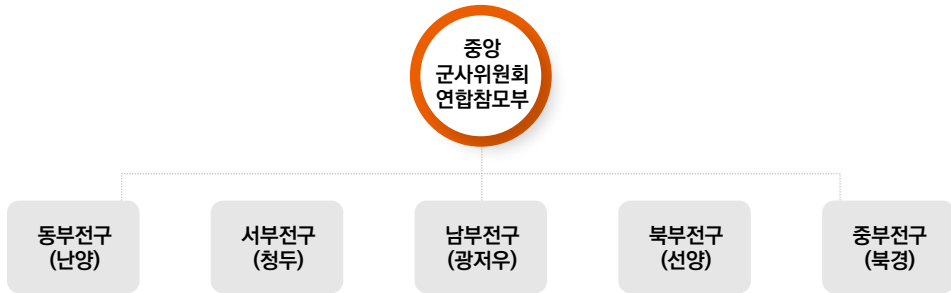 중앙
군사위원회
연합참모부
동부전구
(난양)
서부전구
(청두)
남부전구
(광저우)
북부전구
(선양)
중부전구
(북경)